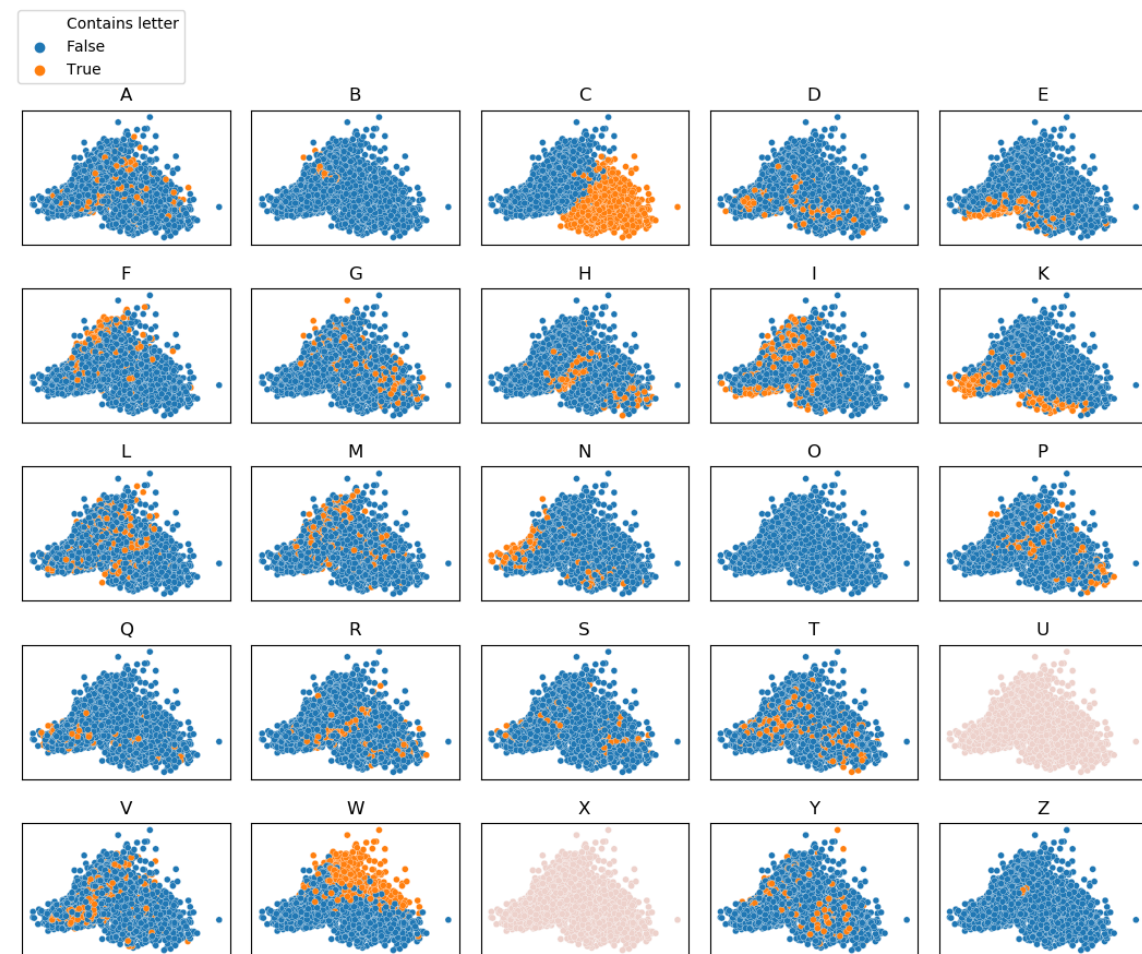 Contains letter
False
True
A B C D E
F G H I K
L M N O P
Q R S T U
V W X Y Z